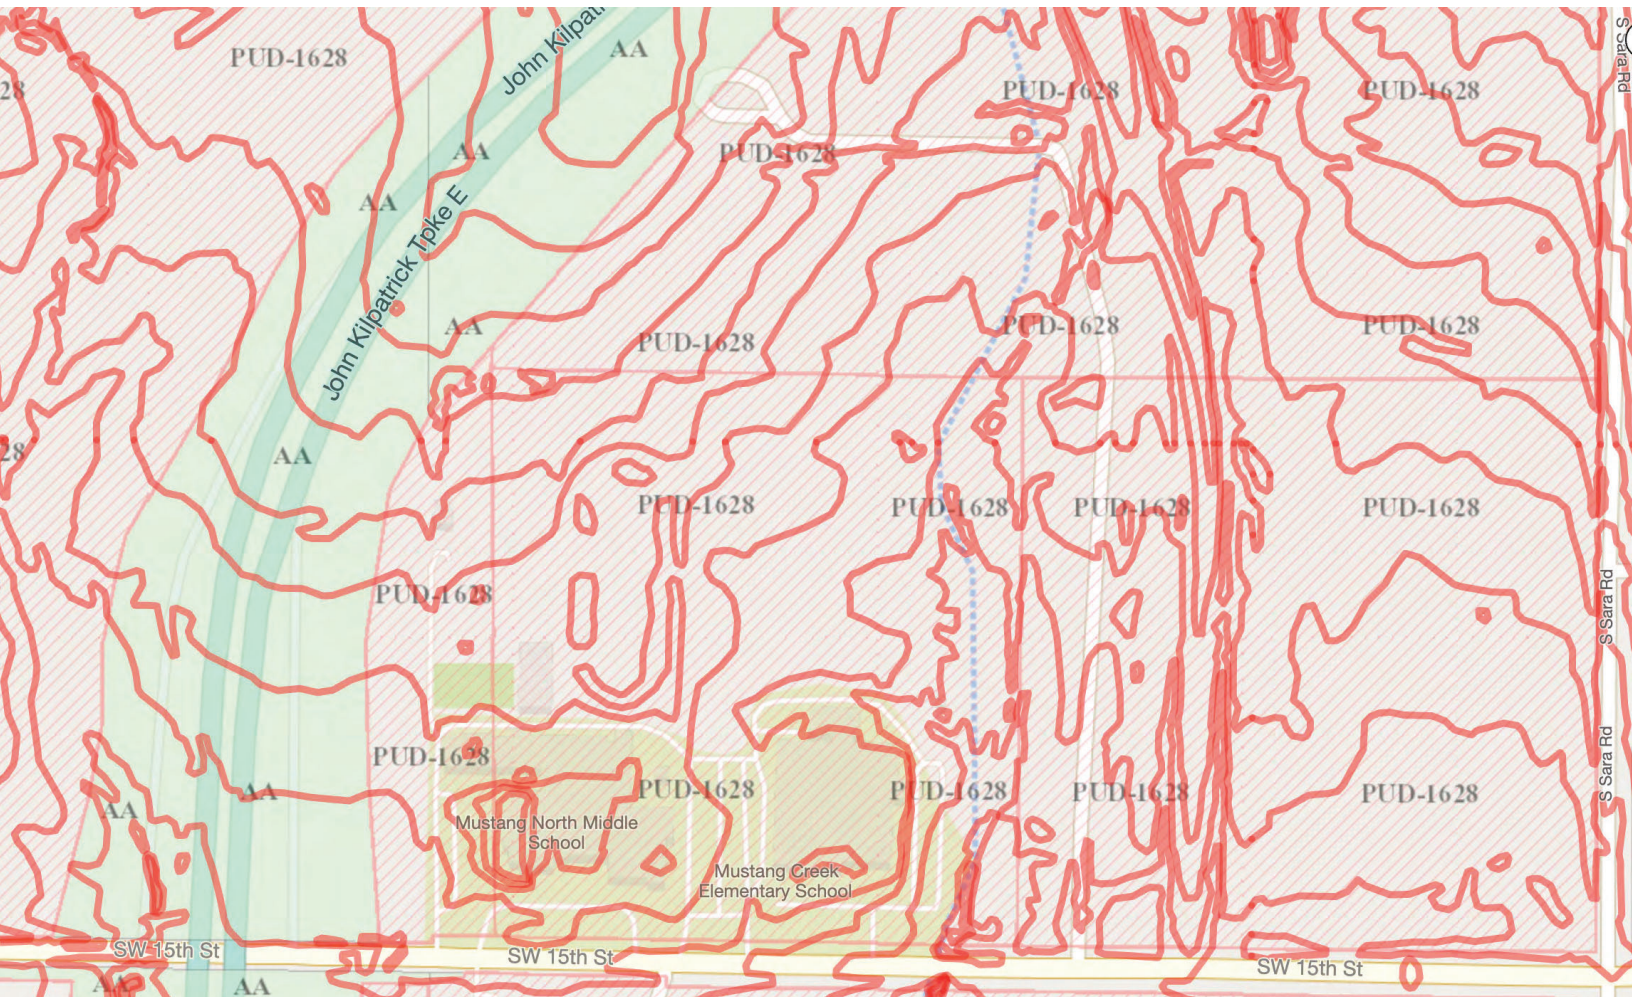 John Kilpat
AA
PUD-1628
S Sara Rd
28
PUD-1628
PUD-1628
AA
PUD-1628
AA
John Kilpatrick Tpke E
AA
PUD-1628
PUD-1628
PUD-1628
28
AA
PUD-1628
PUD-1628
PUD-1628
PUD-1628
PUD-1628
S Sara Rd
PUD-1628
S Sara Rd
AA
PUD-1628
PUD-1628
PUD-1628
PUD-1628
AA
Mustang North Middle
School
Mustang Creek
Elementary School
SW 15th St
SW 15th St
SW 15th St
AA
AA